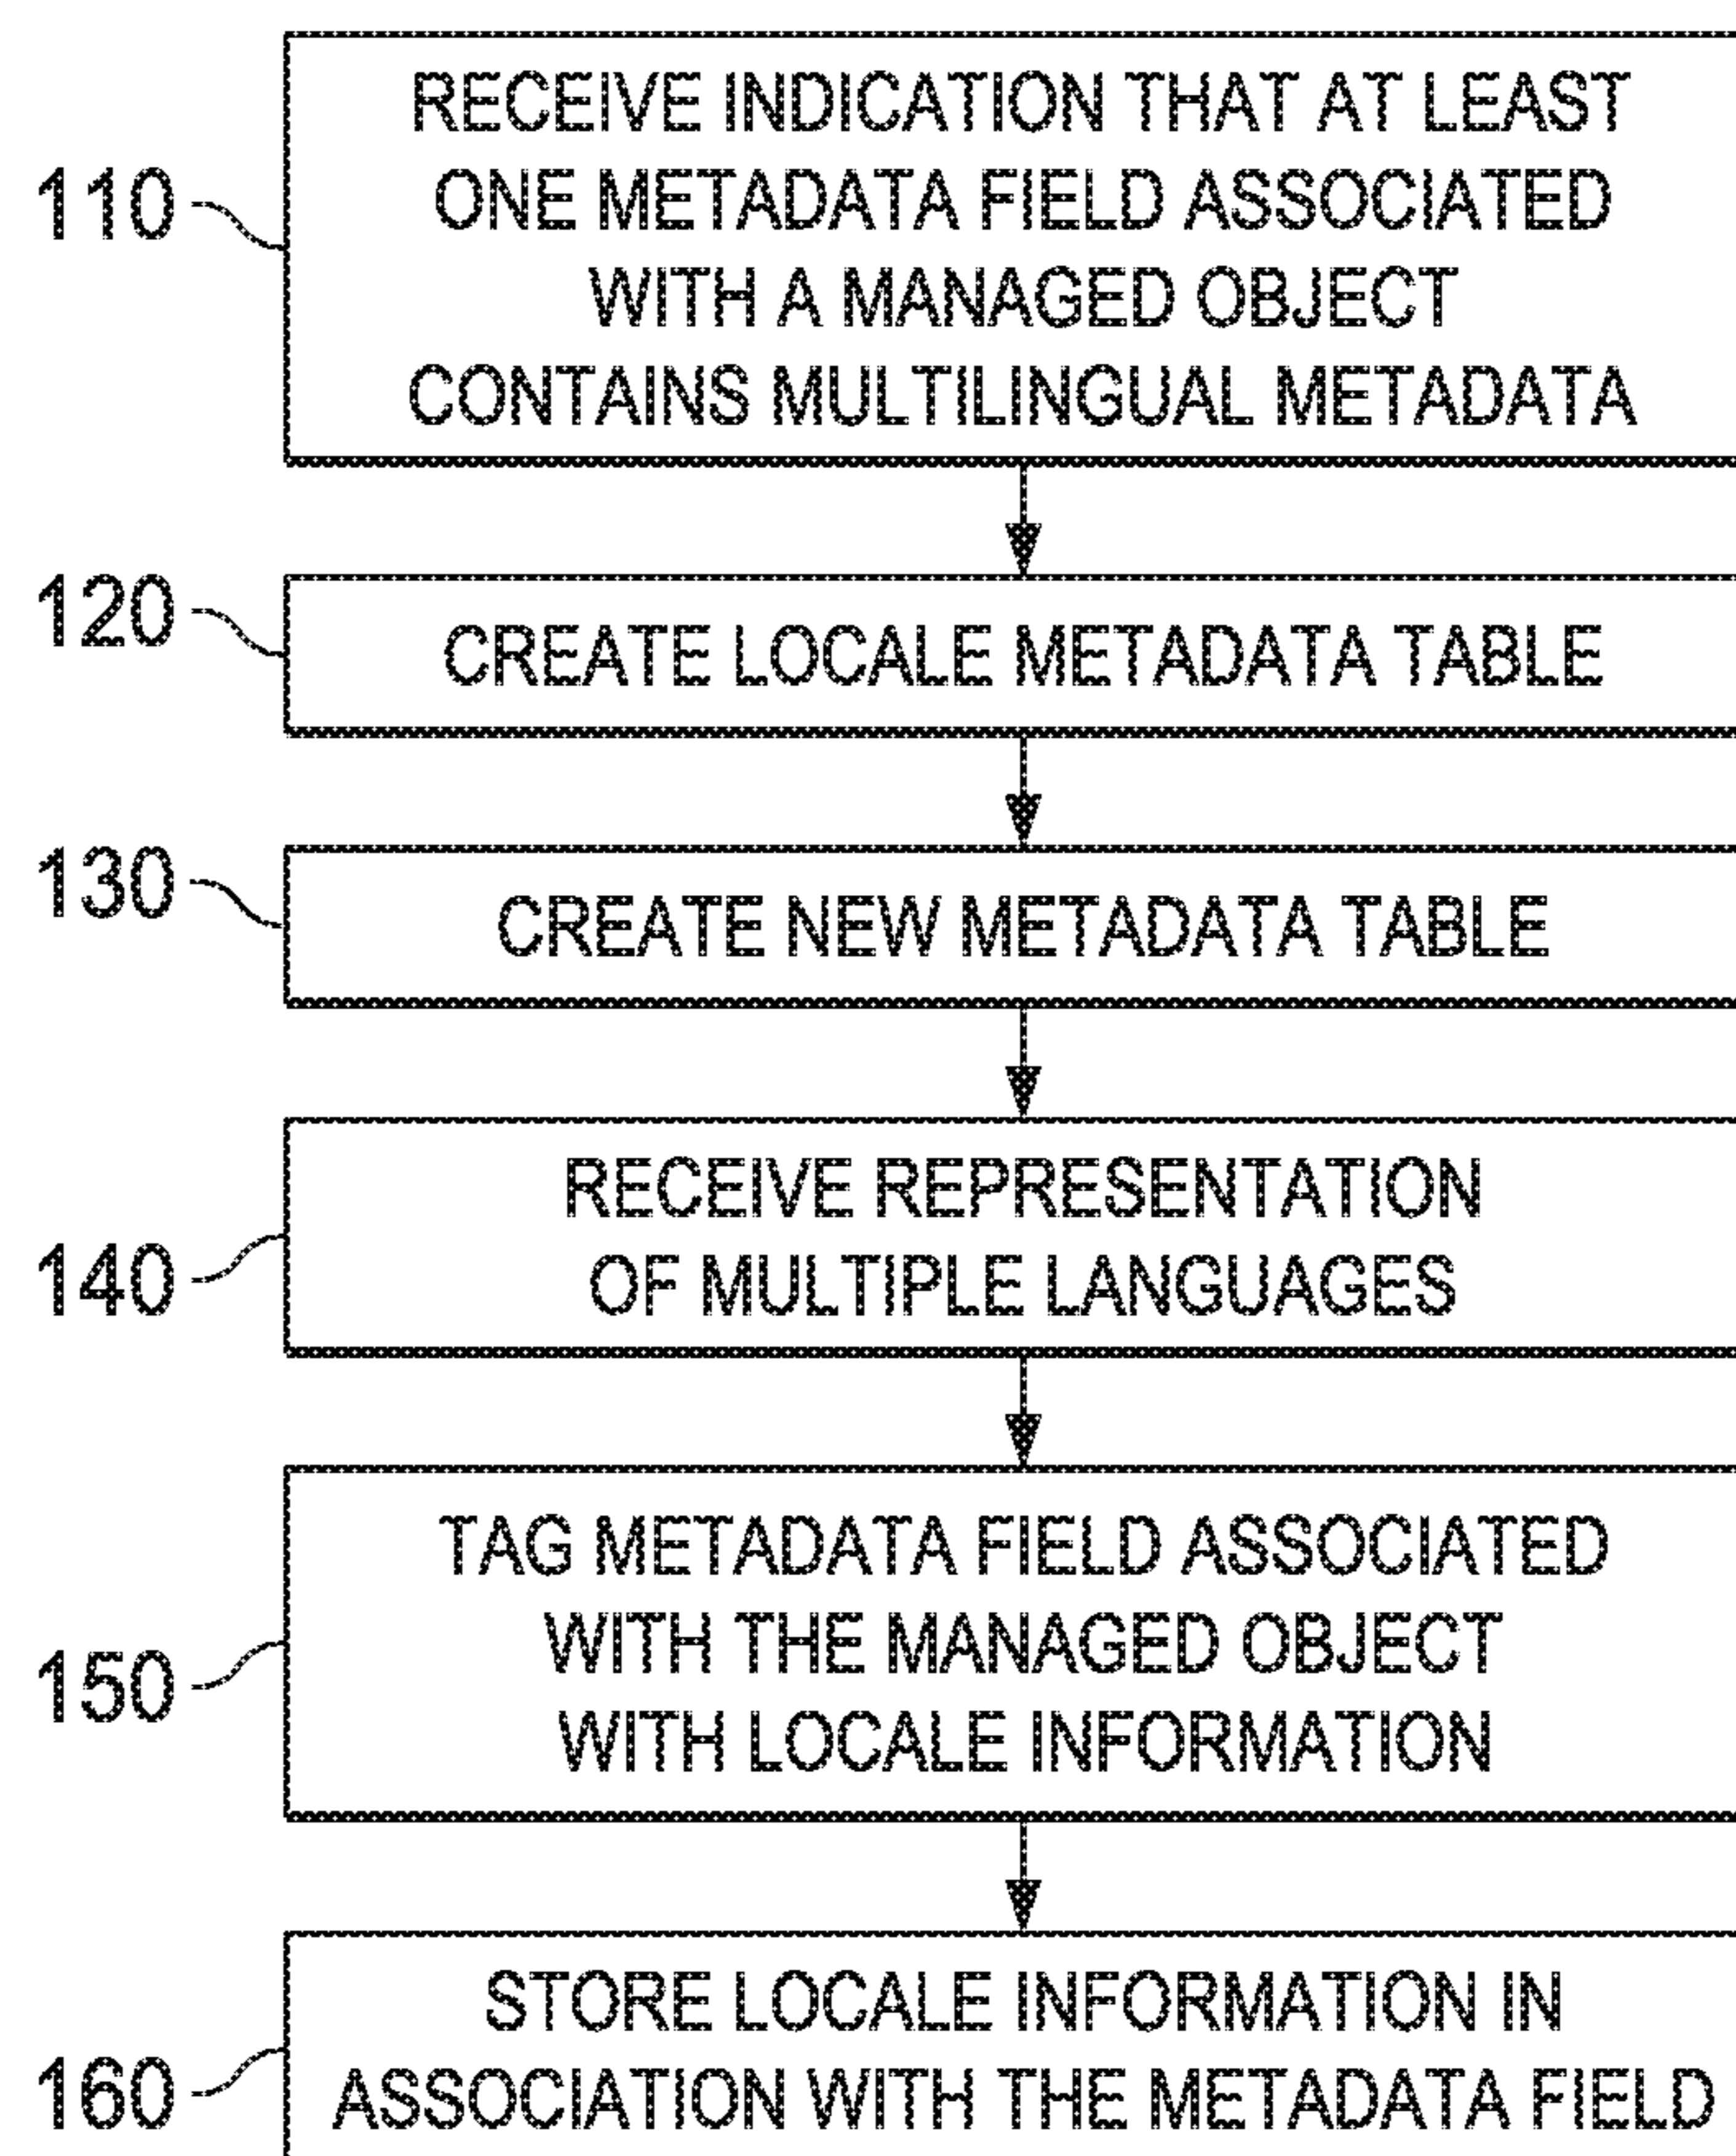 RECEIVE INDICATION THAT AT LEAST
ONE METADATA FIELD ASSOCIATED
110
WITH A MANAGED OBJECT
CONTAINS MULTILINGUAL METADATA
120
CREATE LOCALE METADATA TABLE
130
CREATE NEW METADATA TABLE
RECEIVE REPRESENTATION
140
OF MULTIPLE LANGUAGES
TAG METADATA FIELD ASSOCIATED
WITH THE MANAGED OBJECT
150
WITH LOCALE INFORMATION
STORE LOCALE INFORMATION IN
160
ASSOCIATION WITH THE METADATA FIELD